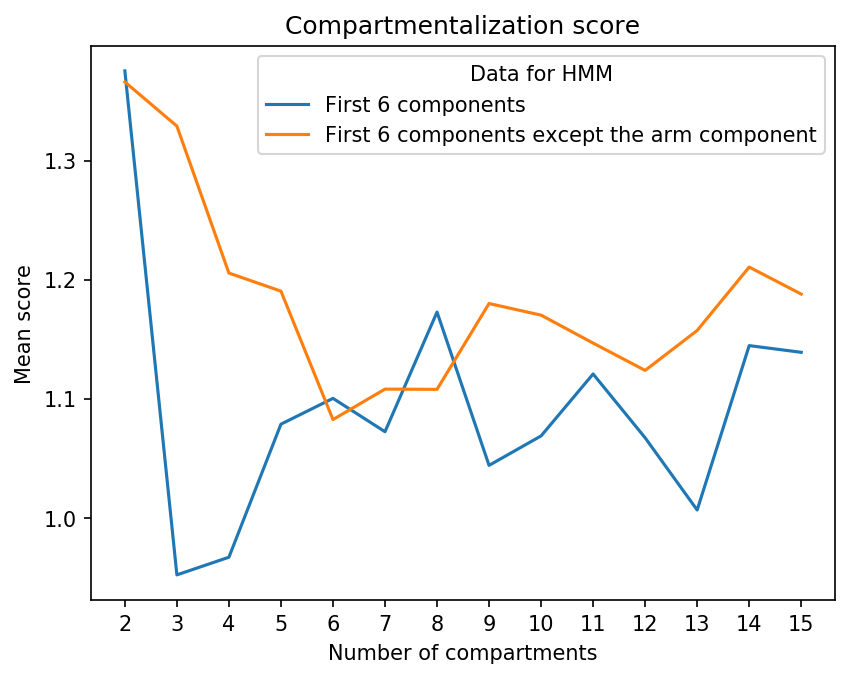 Compartmentalization score
Data for HMM
First 6 components
First 6 components except the arm component
Mean score
1.3
1.2
1.1
1.0
2 3 4 5 6 7 8 9 10 11 12 13 14 15
Number of compartments